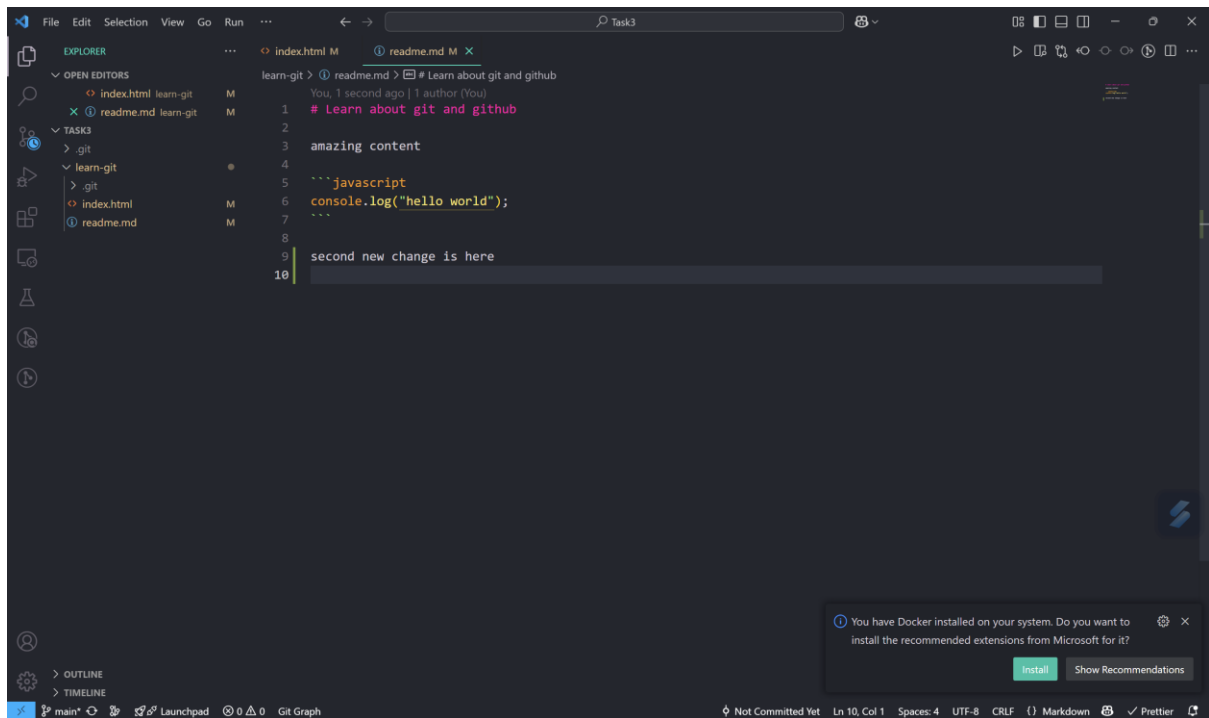 File Edit Selection View Go Run ··· Task3
EXPLORER ···
OPEN EDITORS
index.html learn-git M
readme.md learn-git M
TASK3
.git
learn-git
.git
index.html M
readme.md M
OUTLINE
TIMELINE
index.html M readme.md M
learn-git > readme.md > # Learn about git and github
You, 1 second ago | 1 author (You)
1 # Learn about git and github
2
3 amazing content
4
5 ```javascript
6 console.log("hello world");
7 ```
8
9 second new change is here
10
You have Docker installed on your system. Do you want to
install the recommended extensions from Microsoft for it?
Install Show Recommendations
main* Launchpad 0 0 Git Graph Not Committed Yet Ln 10, Col 1 Spaces: 4 UTF-8 CRLF {} Markdown Prettier